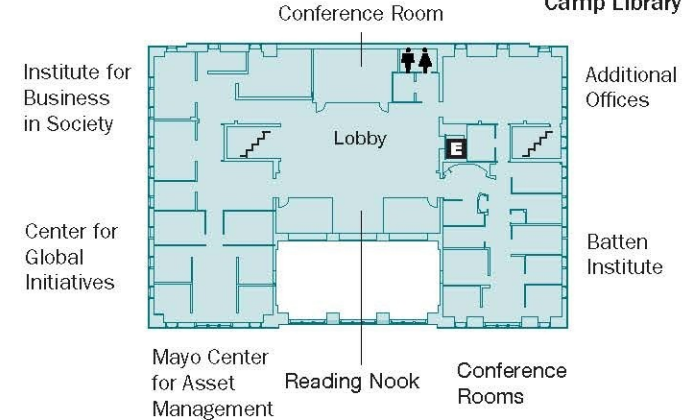 Camp Library
Conference Room
Institute for
Business
in Society
Additional
Offices
Lobby
E
Center for
Global
Initiatives
Batten
Institute
Mayo Center
for Asset
Management
Reading Nook
Conference
Rooms